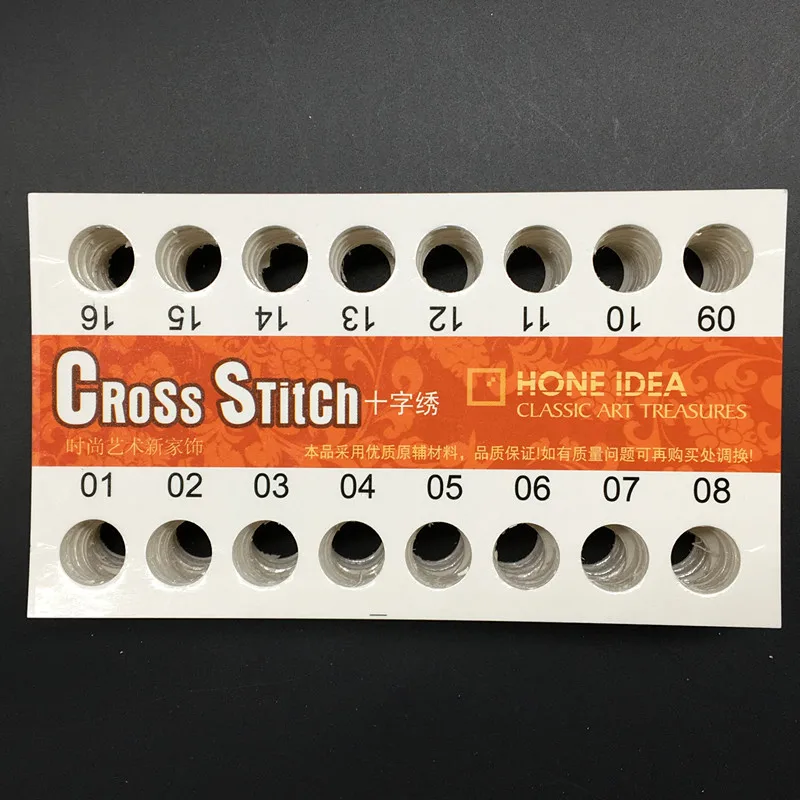 16 15 14 13 12 11 10 09
CROSS STitCh十字绣
HONE IDEA
CLASSIC ART TREASURES
时尚艺术新家饰
本品采用优质原辅材料，品质保证!如有质量问题可再购买处调换!
01 02 03 04 05 06 07 08